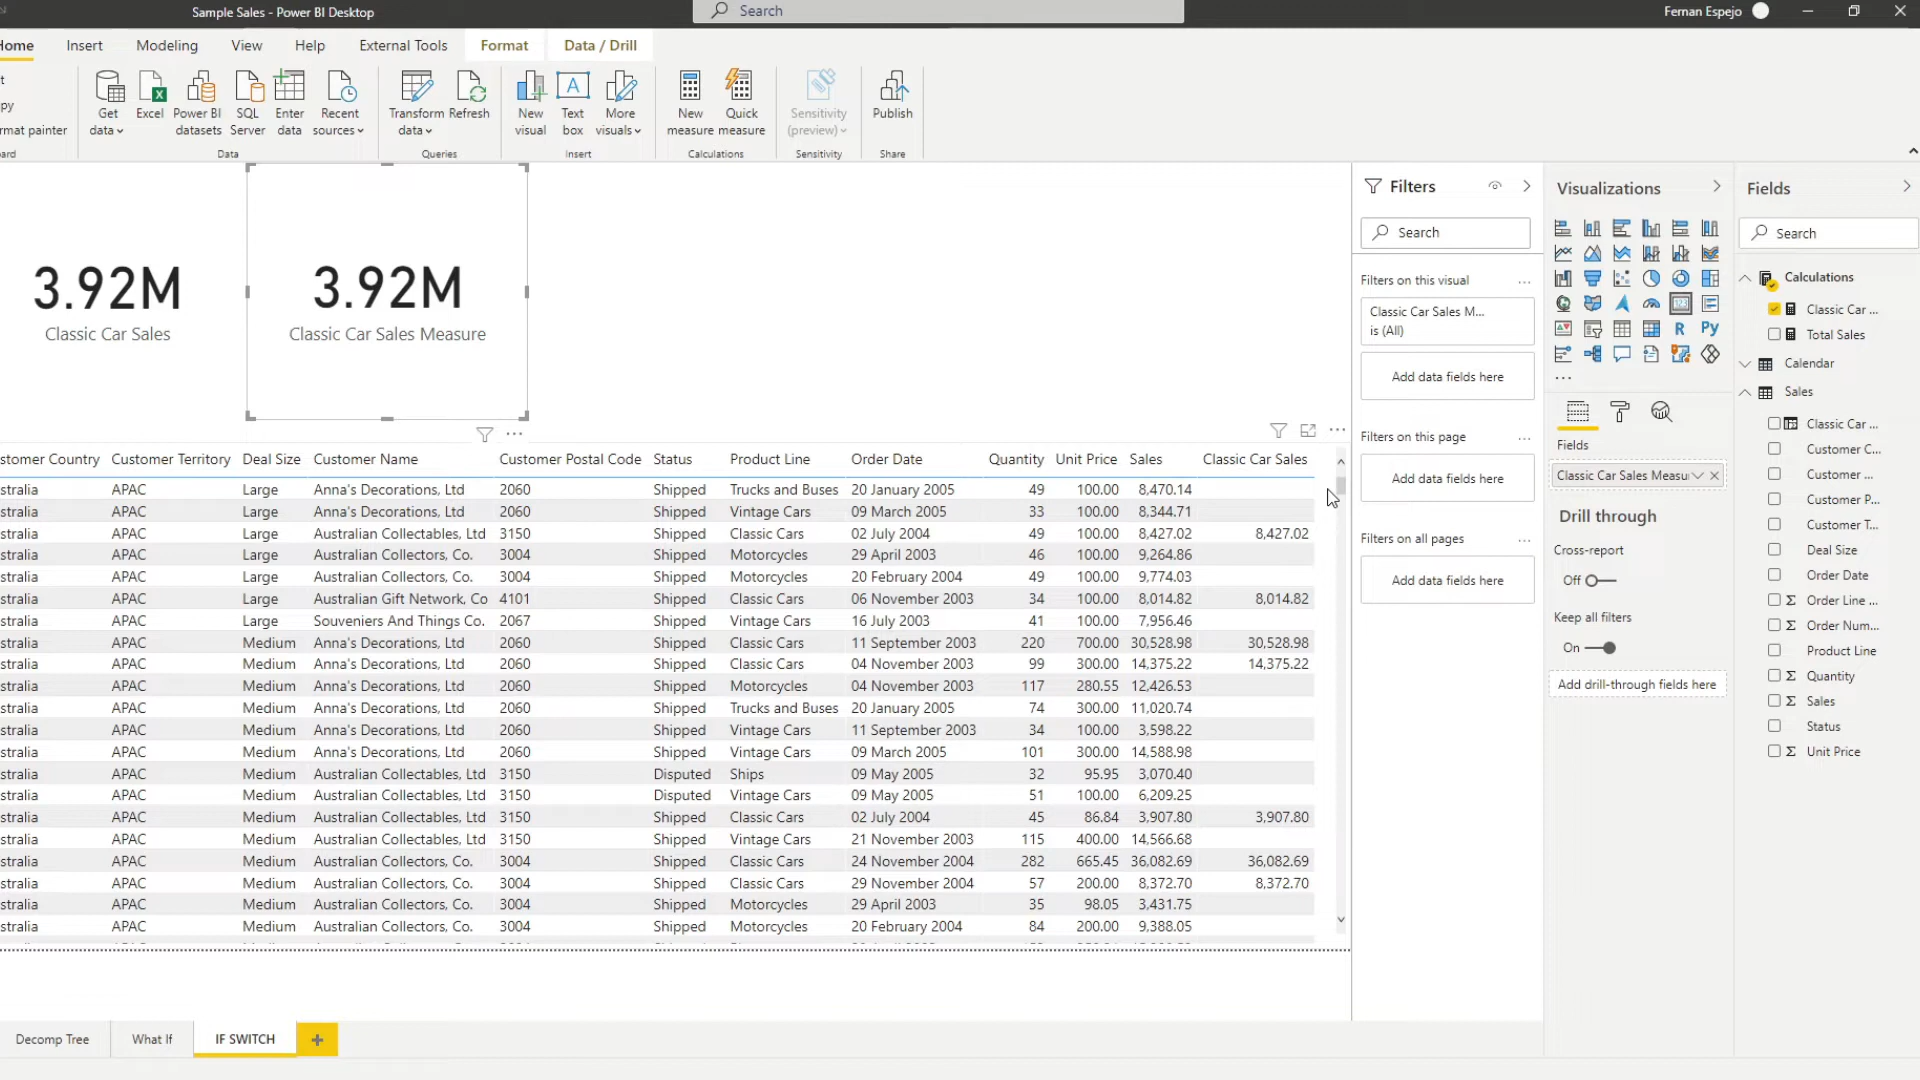 Sample Sales - Power BI Desktop
Search
Fernan Espejo
Home
Insert
Modeling
View
Help
External Tools
Format
Data / Drill
Get data
Excel
Power BI datasets
SQL Server
Enter data
Recent sources
Transform data
Refresh
New visual
Text box
More visuals
New measure
Quick measure
Sensitivity (preview)
Publish
Data
Queries
Insert
Calculations
Sensitivity
Share
3.92M
Classic Car Sales
3.92M
Classic Car Sales Measure
stomer Country Customer Territory Deal Size Customer Name Customer Postal Code Status Product Line Order Date Quantity Unit Price Sales Classic Car Sales
stralia APAC Large Anna's Decorations, Ltd 2060 Shipped Trucks and Buses 20 January 2005 49 100.00 8,470.14
stralia APAC Large Anna's Decorations, Ltd 2060 Shipped Vintage Cars 09 March 2005 33 100.00 8,344.71
stralia APAC Large Australian Collectables, Ltd 3150 Shipped Classic Cars 02 July 2004 49 100.00 8,427.02 8,427.02
stralia APAC Large Australian Collectors, Co. 3004 Shipped Motorcycles 29 April 2003 46 100.00 9,264.86
stralia APAC Large Australian Collectors, Co. 3004 Shipped Motorcycles 20 February 2004 49 100.00 9,774.03
stralia APAC Large Australian Gift Network, Co 4101 Shipped Classic Cars 06 November 2003 34 100.00 8,014.82 8,014.82
stralia APAC Large Souveniers And Things Co. 2067 Shipped Vintage Cars 16 July 2003 41 100.00 7,956.46
stralia APAC Medium Anna's Decorations, Ltd 2060 Shipped Classic Cars 11 September 2003 220 700.00 30,528.98 30,528.98
stralia APAC Medium Anna's Decorations, Ltd 2060 Shipped Classic Cars 04 November 2003 99 300.00 14,375.22 14,375.22
stralia APAC Medium Anna's Decorations, Ltd 2060 Shipped Motorcycles 04 November 2003 117 280.55 12,426.53
stralia APAC Medium Anna's Decorations, Ltd 2060 Shipped Trucks and Buses 20 January 2005 74 300.00 11,020.74
stralia APAC Medium Anna's Decorations, Ltd 2060 Shipped Vintage Cars 11 September 2003 34 100.00 3,598.22
stralia APAC Medium Anna's Decorations, Ltd 2060 Shipped Vintage Cars 09 March 2005 101 300.00 14,588.98
stralia APAC Medium Australian Collectables, Ltd 3150 Disputed Ships 09 May 2005 32 95.95 3,070.40
stralia APAC Medium Australian Collectables, Ltd 3150 Disputed Vintage Cars 09 May 2005 51 100.00 6,209.25
stralia APAC Medium Australian Collectables, Ltd 3150 Shipped Classic Cars 02 July 2004 45 86.84 3,907.80 3,907.80
stralia APAC Medium Australian Collectables, Ltd 3150 Shipped Vintage Cars 21 November 2003 115 400.00 14,566.68
stralia APAC Medium Australian Collectors, Co. 3004 Shipped Classic Cars 24 November 2004 282 665.45 36,082.69 36,082.69
stralia APAC Medium Australian Collectors, Co. 3004 Shipped Classic Cars 29 November 2004 57 200.00 8,372.70 8,372.70
stralia APAC Medium Australian Collectors, Co. 3004 Shipped Motorcycles 29 April 2003 35 98.05 3,431.75
stralia APAC Medium Australian Collectors, Co. 3004 Shipped Motorcycles 20 February 2004 84 200.00 9,388.05
Filters
Search
Filters on this visual ...
Classic Car Sales M...
is (All)
Add data fields here
Filters on this page ...
Add data fields here
Filters on all pages ...
Add data fields here
Visualizations
R
Py
...
Fields
Classic Car Sales Measu
Drill through
Cross-report
Off
Keep all filters
On
Add drill-through fields here
Fields
Search
Calculations
Classic Car ...
Total Sales
Calendar
Sales
Classic Car ...
Customer C...
Customer ...
Customer P...
Customer T...
Deal Size
Order Date
Σ Order Line ...
Σ Order Num...
Product Line
Σ Quantity
Σ Sales
Status
Σ Unit Price
Decomp Tree
What If
IF SWITCH
+